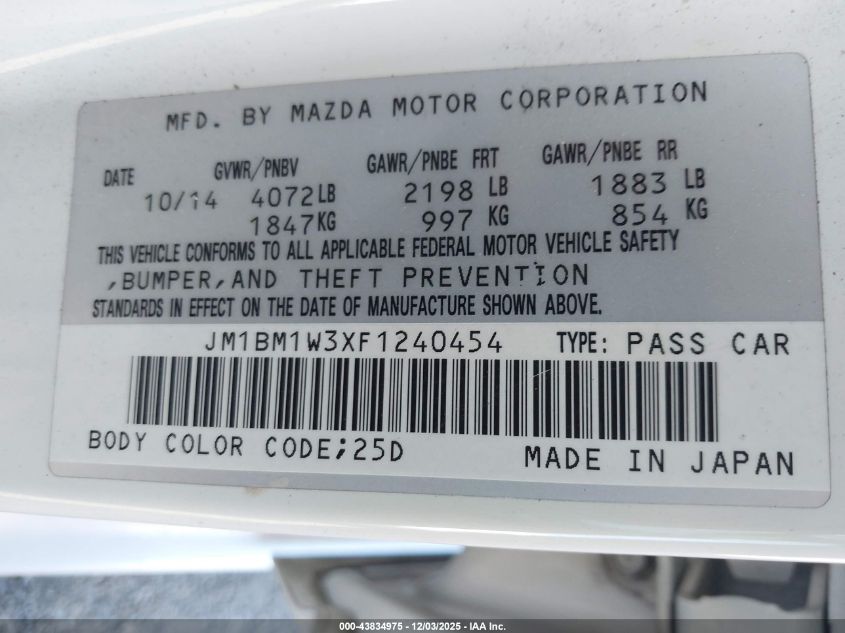 MFD. BY MAZDA MOTOR CORPORATION
DATE GVWR/PNBV GAWR/PNBE FRT GAWR/PNBE RR
10/14 4072LB 2198 LB 1883 LB
1847KG 997 KG 854 KG
THIS VEHICLE CONFORMS TO ALL APPLICABLE FEDERAL MOTOR VEHICLE SAFETY
,BUMPER,AND THEFT PREVENTION
STANDARDS IN EFFECT ON THE DATE OF MANUFACTURE SHOWN ABOVE.
JM1BM1W3XF1240454 TYPE: PASS CAR
BODY COLOR CODE;25D MADE IN JAPAN
000-43834975 - 12/03/2025 - IAA Inc.